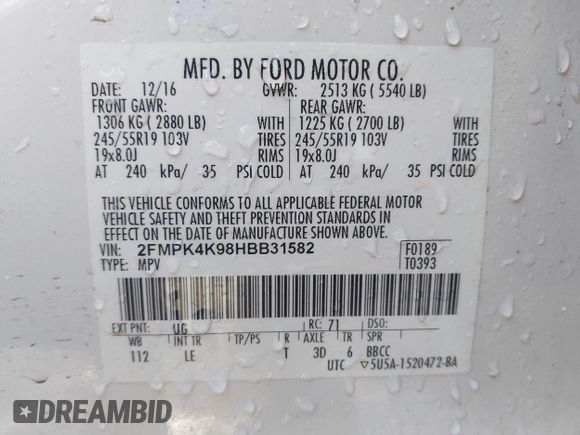 MFD. BY FORD MOTOR CO.
DATE: 12/16 GVWR: 2513 KG ( 5540 LB)
FRONT GAWR: REAR GAWR:
1306 KG ( 2880 LB) WITH 1225 KG ( 2700 LB) WITH
245/55R19 103V TIRES 245/55R19 103V TIRES
19x8.0J RIMS 19x8.0J RIMS
AT 240 kPa/ 35 PSI COLD AT 240 kPa/ 35 PSI COLD
THIS VEHICLE CONFORMS TO ALL APPLICABLE FEDERAL MOTOR
VEHICLE SAFETY AND THEFT PREVENTION STANDARDS IN
EFFECT ON THE DATE OF MANUFACTURE SHOWN ABOVE.
VIN: 2FMPK4K98HBB31582 F0189
TYPE: MPV T0393
EXT PNT: UG RC: 71 DSO:
WB INT TR TP/PS R AXLE TR SPR
112 LE T 3D 6 BBCC
UTC ▽5U5A-1520472-BA
DREAMBID